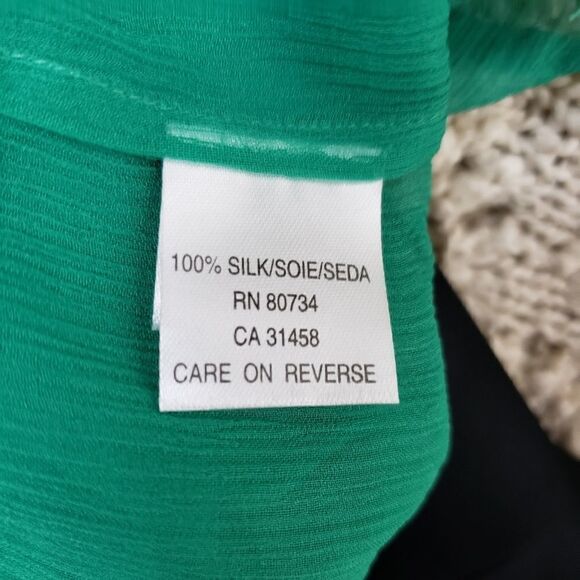 100% SILK/SOIE/SEDA
RN 80734
CA 31458
CARE ON REVERSE